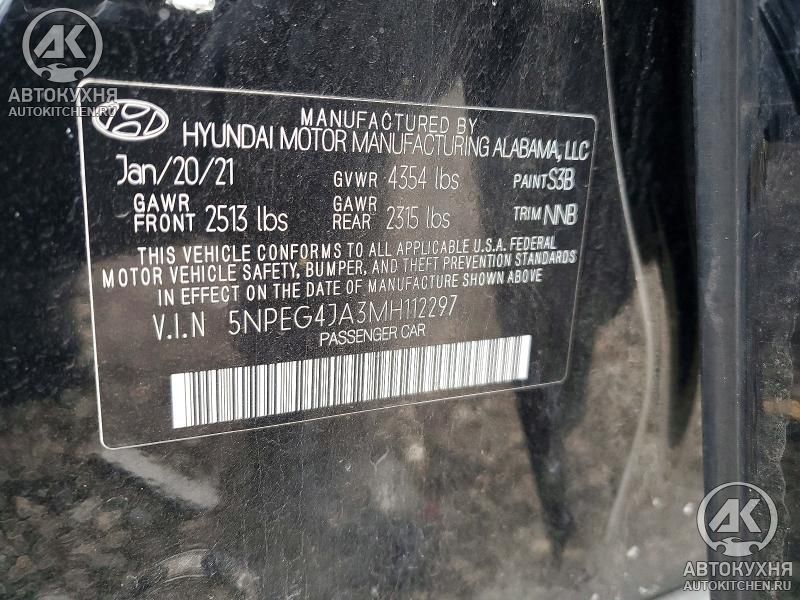 АК
АВТОКУХНЯ
AUTOKITCHEN.RU
MANUFACTURED BY
HYUNDAI MOTOR MANUFACTURING ALABAMA, LLC
Jan/20/21 GVWR 4354 lbs PAINT S3B
GAWR FRONT 2513 lbs GAWR REAR 2315 lbs TRIM NNB
THIS VEHICLE CONFORMS TO ALL APPLICABLE U.S.A. FEDERAL
MOTOR VEHICLE SAFETY, BUMPER, AND THEFT PREVENTION STANDARDS
IN EFFECT ON THE DATE OF MANUFACTURE SHOWN ABOVE
V.I.N 5NPEG4JA3MH112297
PASSENGER CAR
АК
АВТОКУХНЯ
AUTOKITCHEN.RU